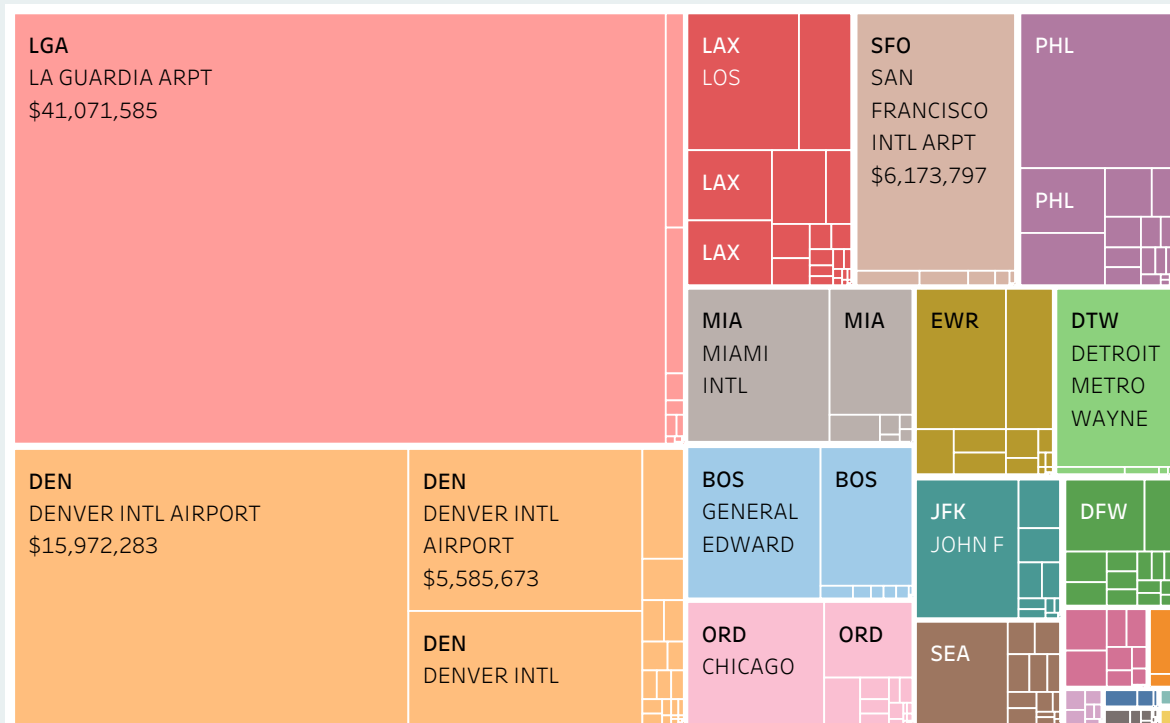 LGA
LA GUARDIA ARPT
$41,071,585
DEN
DENVER INTL AIRPORT
$15,972,283
DEN
DENVER INTL
AIRPORT
$5,585,673
DEN
DENVER INTL
LAX
LOS
LAX
LAX
SFO
SAN
FRANCISCO
INTL ARPT
$6,173,797
PHL
PHL
MIA
MIAMI
INTL
MIA
EWR
DTW
DETROIT
METRO
WAYNE
BOS
GENERAL
EDWARD
BOS
JFK
JOHN F
DFW
ORD
CHICAGO
ORD
SEA